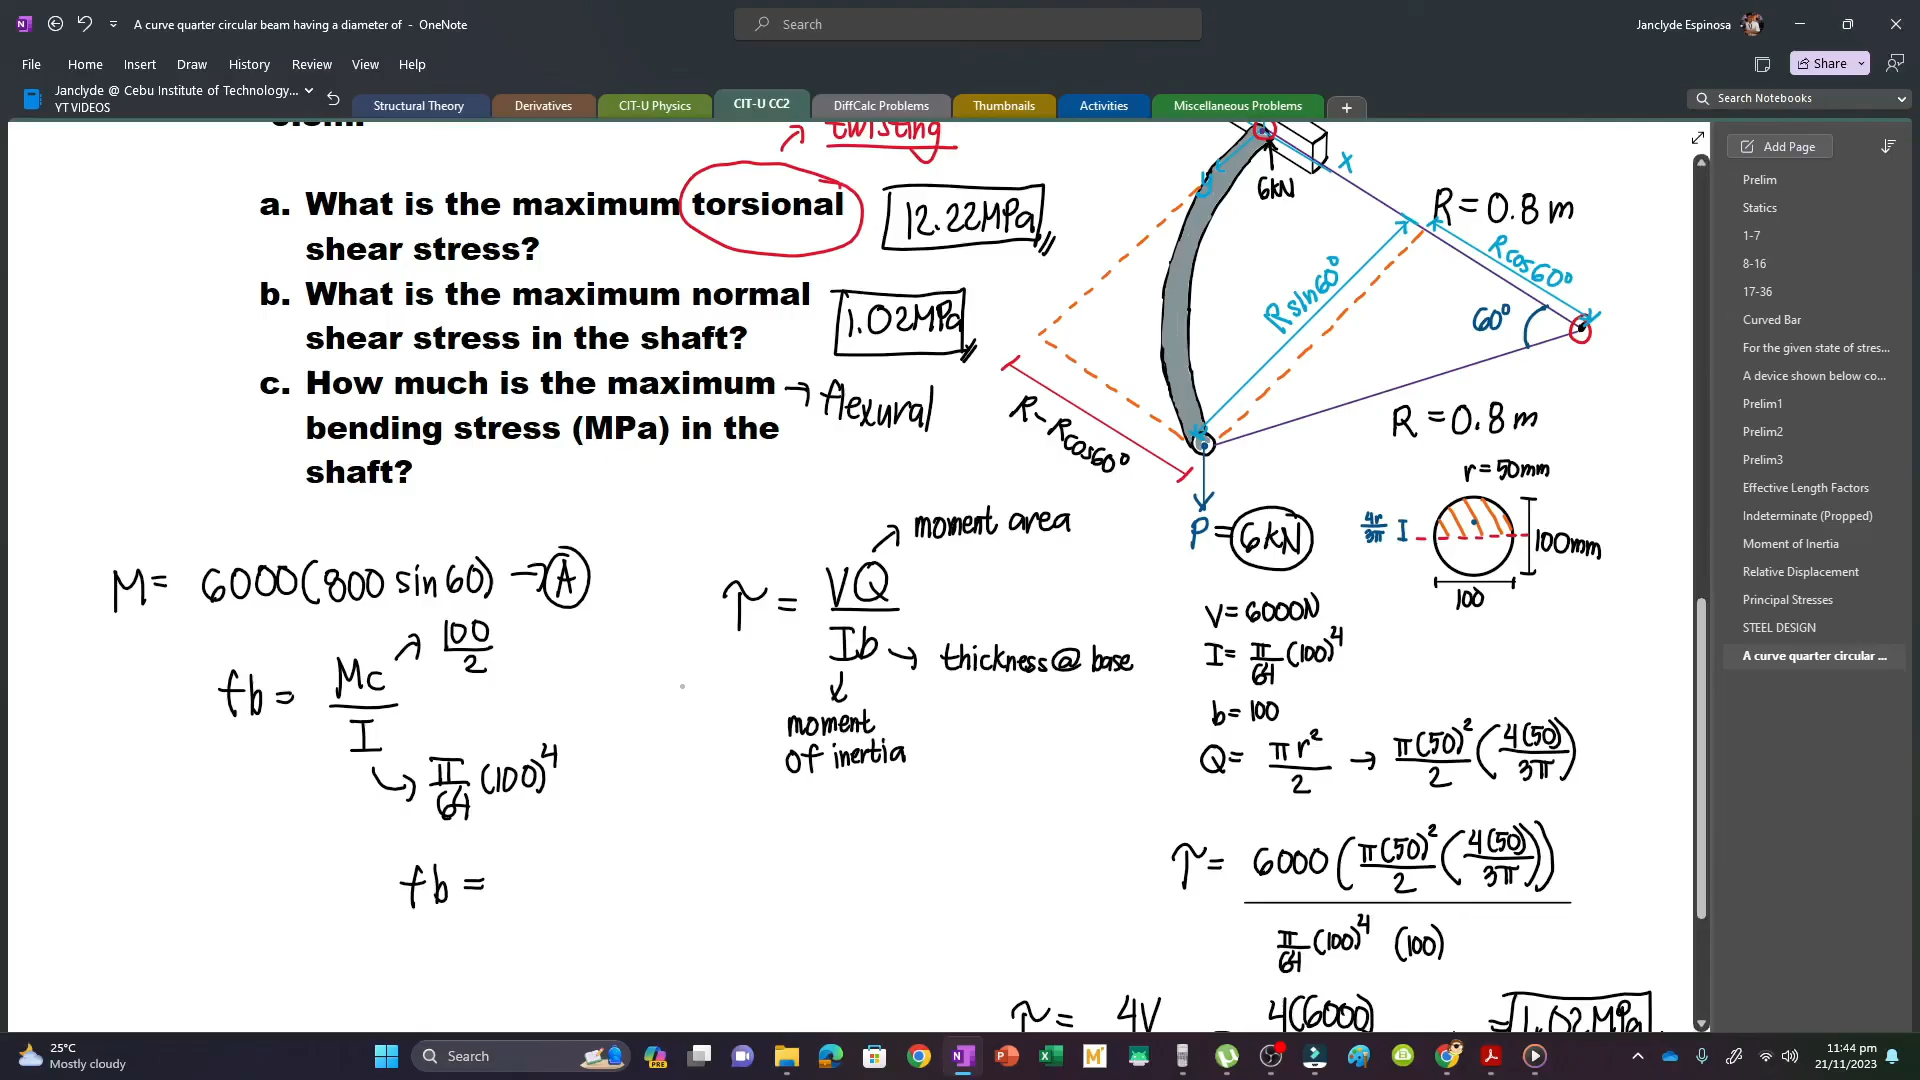 A curve quarter circular beam having a diameter of - OneNote
Search
Janclyde Espinosa
File Home Insert Draw History Review View Help
Share
Janclyde @ Cebu Institute of Technology...
YT VIDEOS
Structural Theory
Derivatives
CIT-U Physics
CIT-U CC2
DiffCalc Problems
Thumbnails
Activities
Miscellaneous Problems
Search Notebooks
Add Page
Prelim
Statics
1-7
8-16
17-36
Curved Bar
For the given state of stres...
A device shown below co...
Prelim1
Prelim2
Prelim3
Effective Length Factors
Indeterminate (Propped)
Moment of Inertia
Relative Displacement
Principal Stresses
STEEL DESIGN
A curve quarter circular ...
twisting
a. What is the maximum torsional
shear stress?
12.22MPa
b. What is the maximum normal
shear stress in the shaft?
1.02MPa
c. How much is the maximum
bending stress (MPa) in the
shaft?
→ flexural
x
y
6kN
R = 0.8 m
Rcos60°
Rsin60°
60°
R - Rcos60°
R = 0.8 m
P = 6kN
r = 50mm
4r/3π
I
100mm
100
M = 6000(800 sin 60) → A
fb = Mc/I
100/2
π/64 (100)^4
fb =
τ = VQ/Ib
moment area
thickness @ base
moment
of inertia
V = 6000N
I = π/64 (100)^4
b = 100
Q = πr²/2 → π(50)²/2 (4(50)/3π)
τ = 6000 (π(50)²/2 (4(50)/3π))
π/64 (100)^4 (100)
τ = 4V
4(6000)
= 1.02MPa
25°C
Mostly cloudy
Search
11:44 pm
21/11/2023